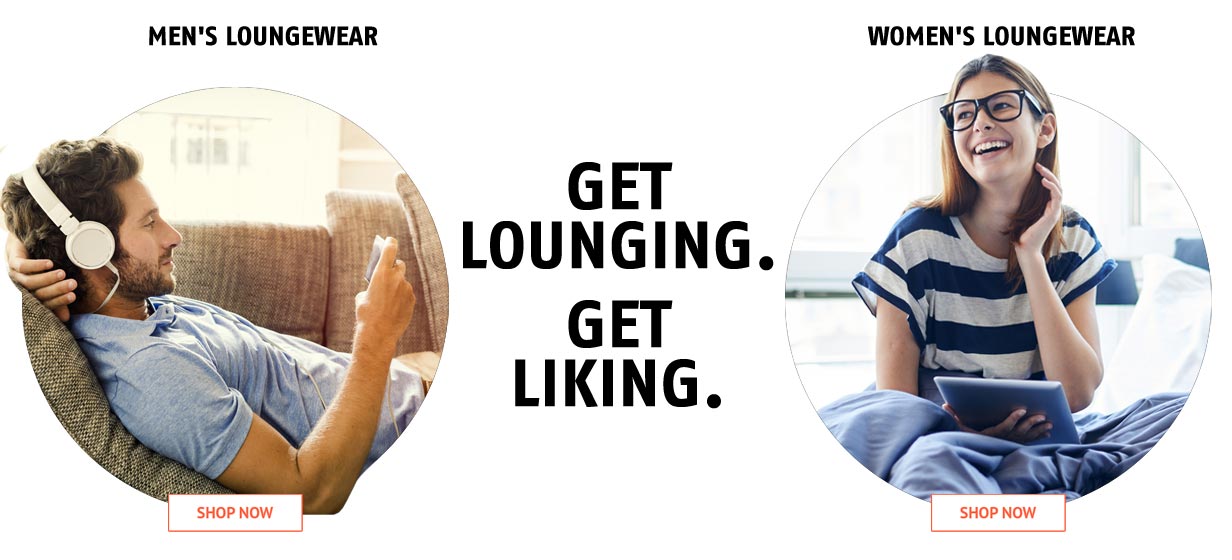 MEN'S LOUNGEWEAR
WOMEN'S LOUNGEWEAR
GET
LOUNGING.
GET
LIKING.
SHOP NOW
SHOP NOW